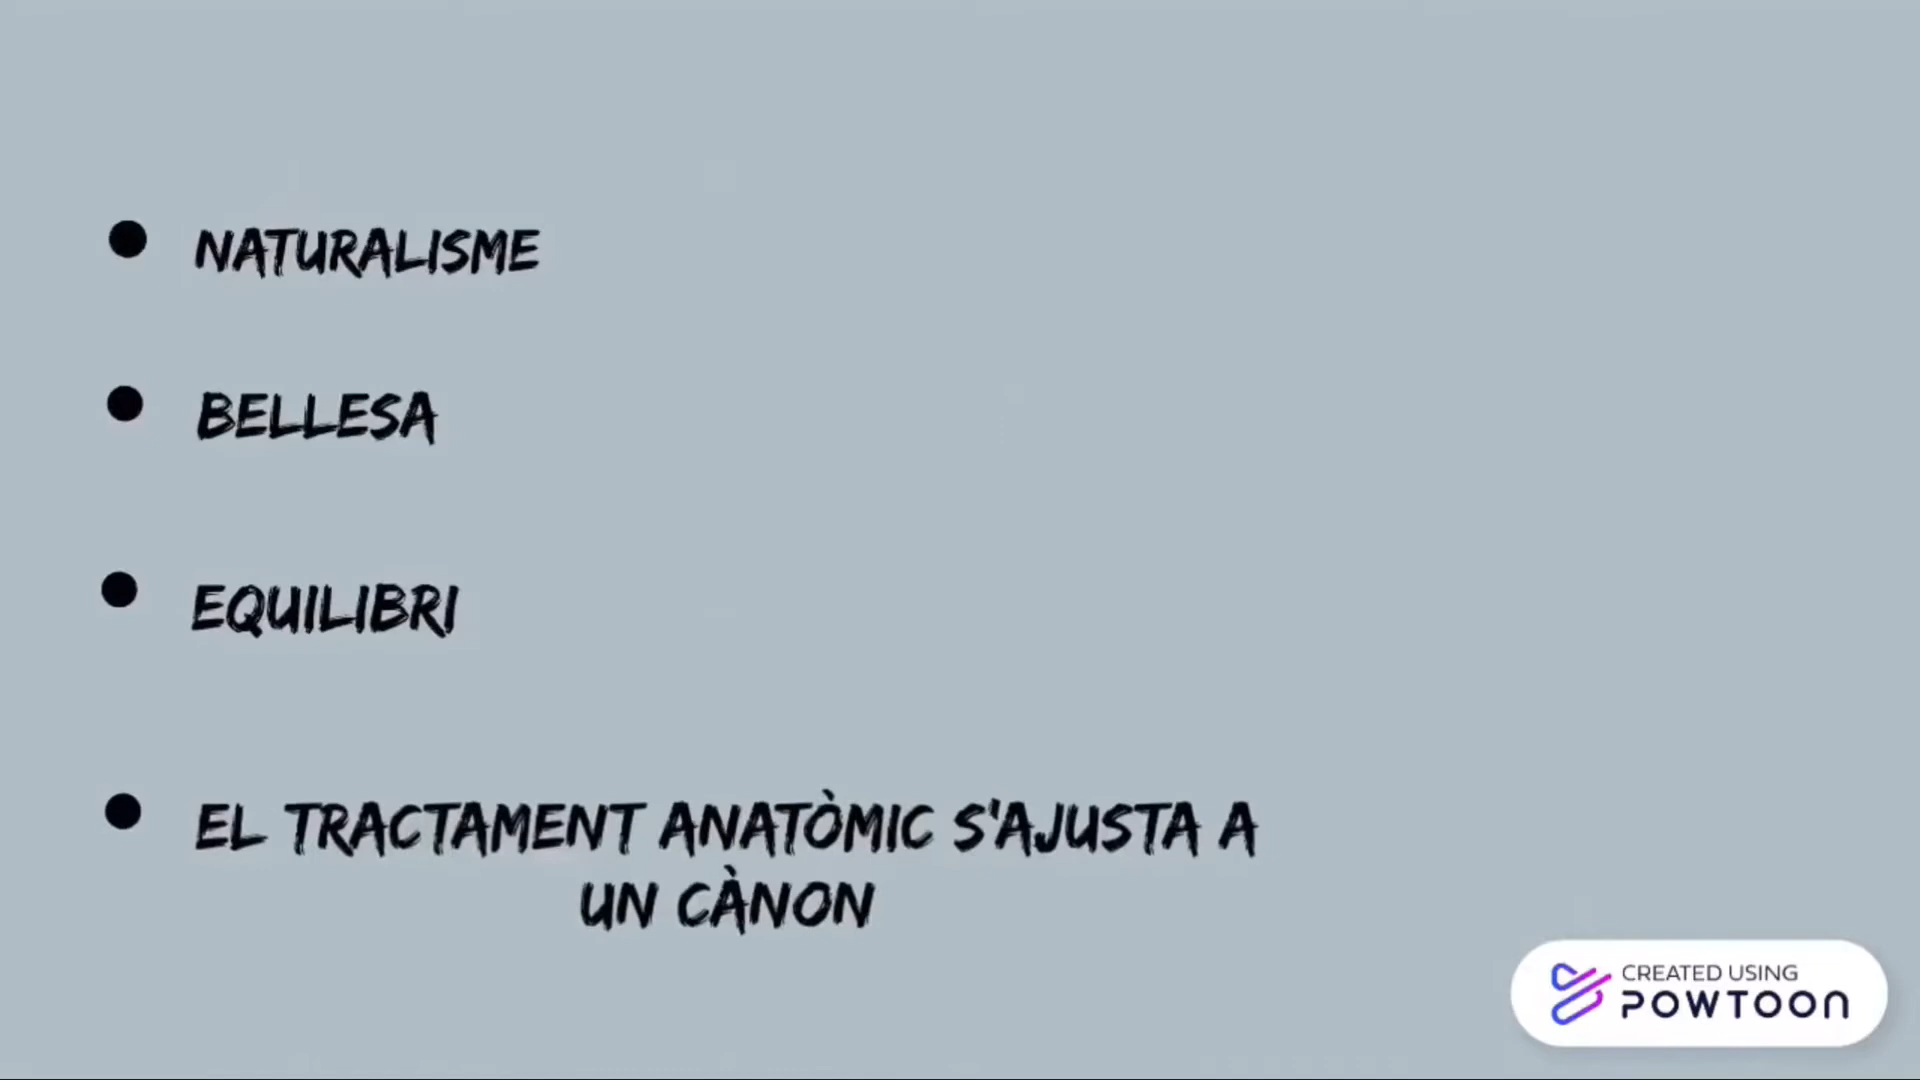 NATURALISME
BELLESA
EQUILIBRI
EL TRACTAMENT ANATÒMIC S'AJUSTA A
UN CÀNON
CREATED USING
POWTOON